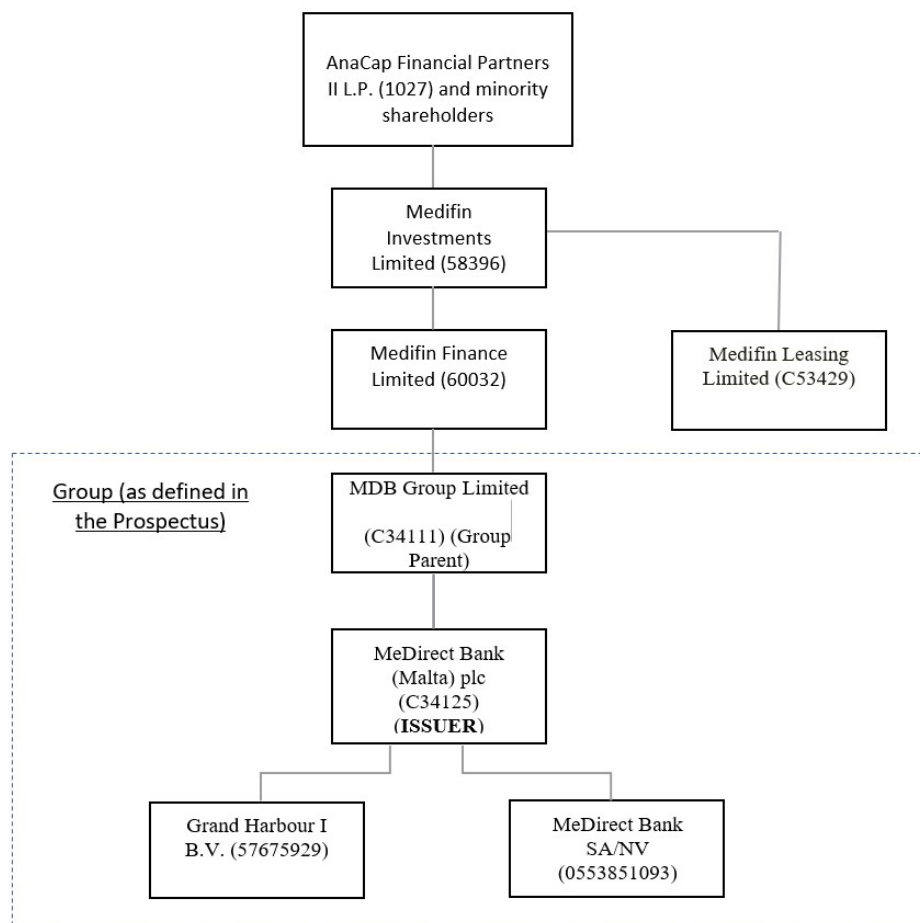 AnaCap Financial Partners
II L.P. (1027) and minority
shareholders
Medifin
Investments
Limited (58396)
Medifin Finance
Limited (60032)
Medifin Leasing
Limited (C53429)
Group (as defined in
the Prospectus)
MDB Group Limited
(C34111) (Group
Parent)
MeDirect Bank
(Malta) plc
(C34125)
(ISSUER)
Grand Harbour I
B.V. (57675929)
MeDirect Bank
SA/NV
(0553851093)